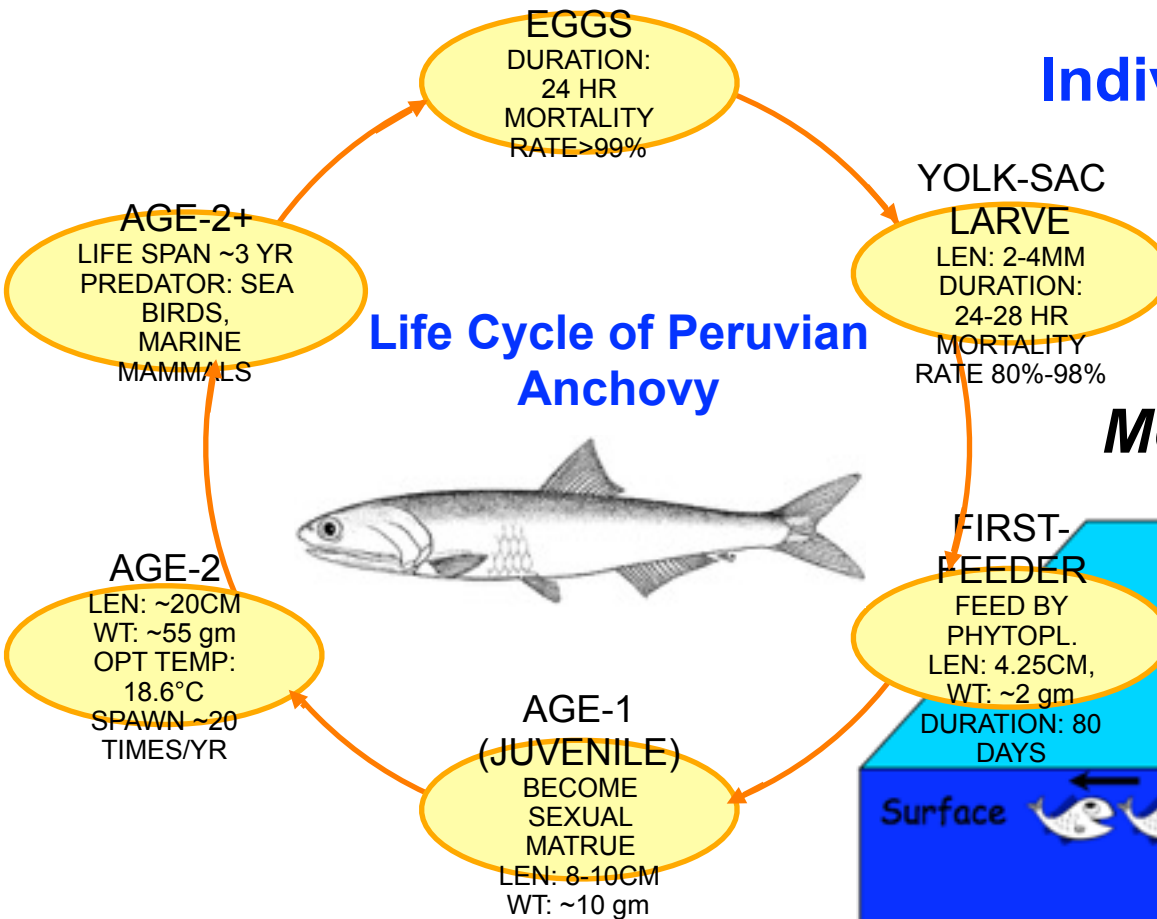 EGGS
DURATION:
24 HR
MORTALITY
RATE>99%
Indiv
YOLK-SAC
LARVE
LEN: 2-4MM
DURATION:
24-28 HR
MORTALITY
RATE 80%-98%
AGE-2+
LIFE SPAN ~3 YR
PREDATOR: SEA
BIRDS,
MARINE
MAMMALS
Life Cycle of Peruvian
Anchovy
FIRST-
FEEDER
FEED BY
PHYTOPL.
LEN: 4.25CM,
WT: ~2 gm
DURATION: 80
DAYS
AGE-2
LEN: ~20CM
WT: ~55 gm
OPT TEMP:
18.6°C
SPAWN ~20
TIMES/YR
AGE-1
(JUVENILE)
BECOME
SEXUAL
MATRUE
LEN: 8-10CM
WT: ~10 gm
Surface